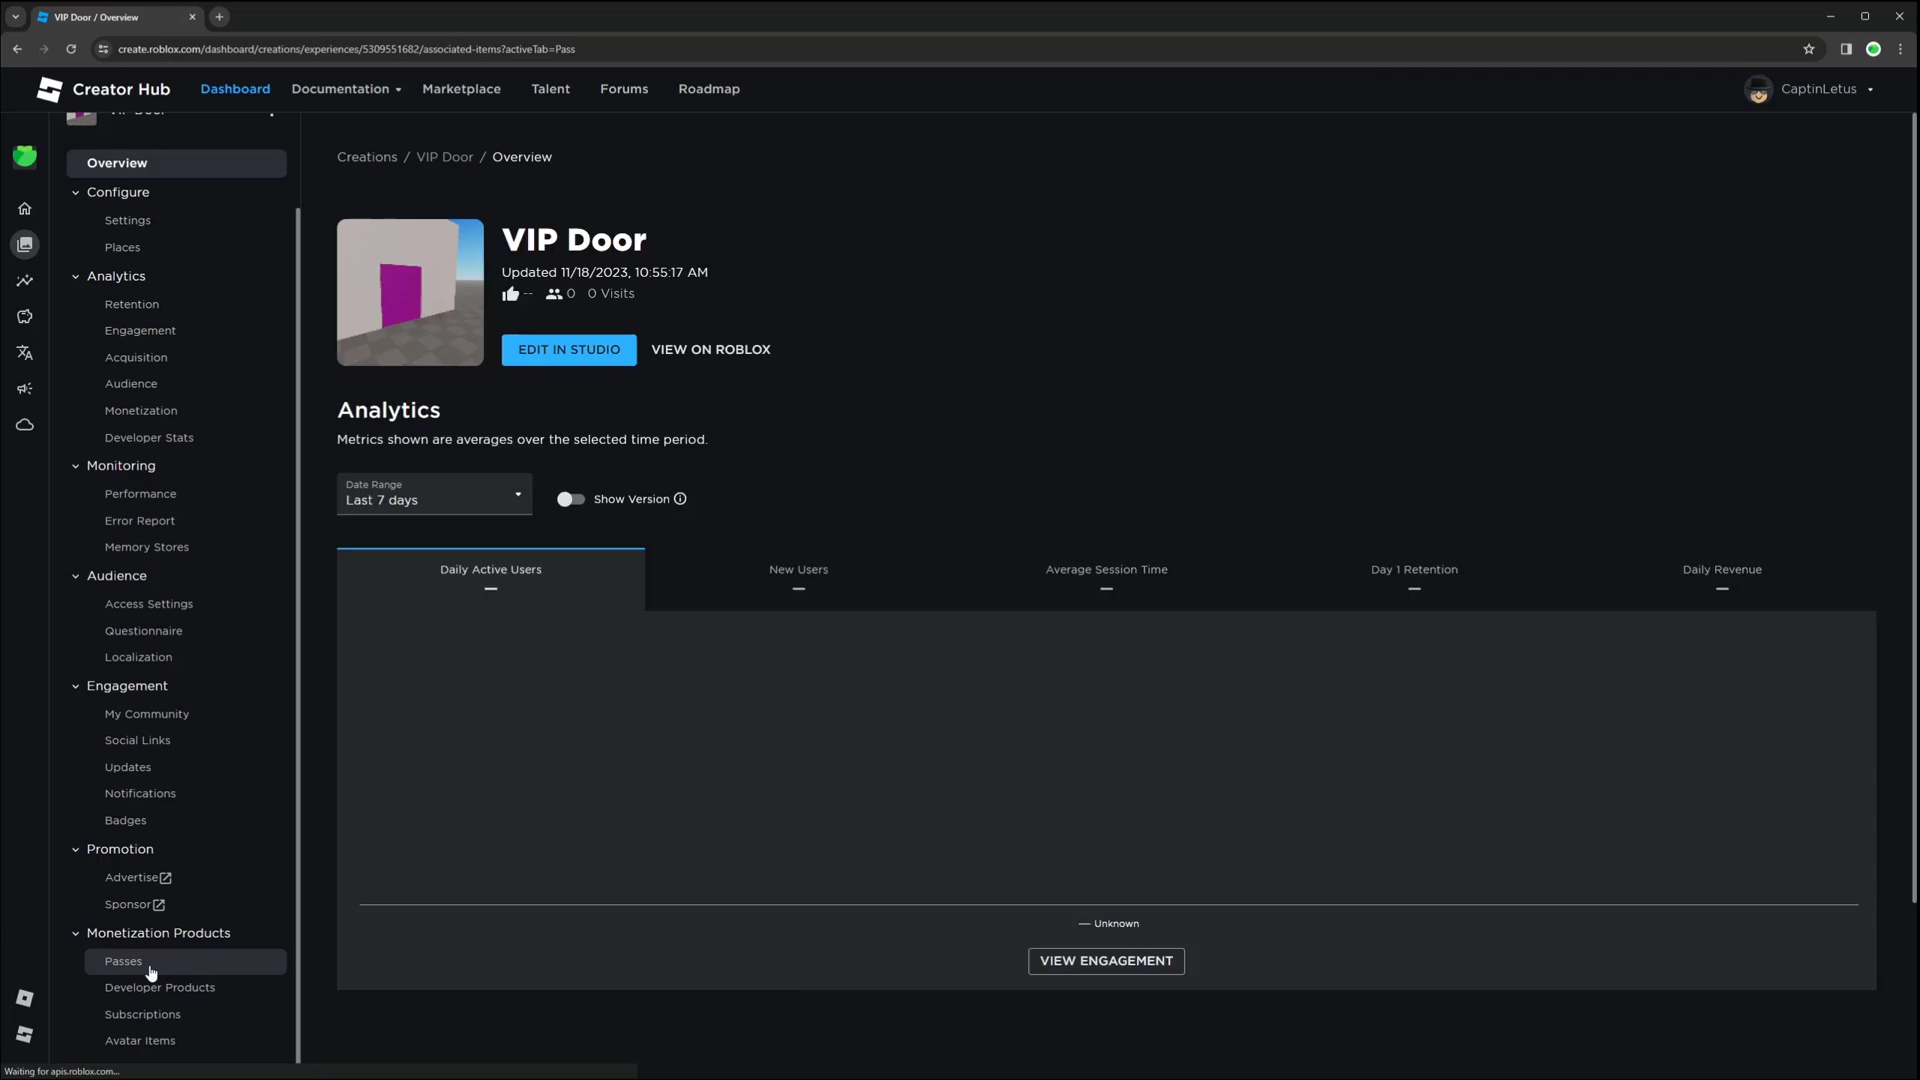 VIP Door / Overview
create.roblox.com/dashboard/creations/experiences/5309551682/associated-items?activeTab=Pass
Creator Hub
Dashboard
Documentation
Marketplace
Talent
Forums
Roadmap
CaptinLetus
VIP Door
Overview
Configure
Settings
Places
Analytics
Retention
Engagement
Acquisition
Audience
Monetization
Developer Stats
Monitoring
Performance
Error Report
Memory Stores
Audience
Access Settings
Questionnaire
Localization
Engagement
My Community
Social Links
Updates
Notifications
Badges
Promotion
Advertise
Sponsor
Monetization Products
Passes
Developer Products
Subscriptions
Avatar Items
Waiting for apis.roblox.com...
Creations / VIP Door / Overview
VIP Door
Updated 11/18/2023, 10:55:17 AM
-- 0 0 Visits
EDIT IN STUDIO
VIEW ON ROBLOX
Analytics
Metrics shown are averages over the selected time period.
Date Range
Last 7 days
Show Version
Daily Active Users
—
New Users
—
Average Session Time
—
Day 1 Retention
—
Daily Revenue
—
— Unknown
VIEW ENGAGEMENT